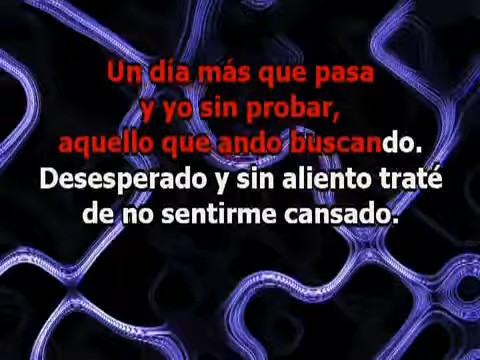 Un día más que pasa
y yo sin probar,
aquello que ando buscando.
Desesperado y sin aliento traté
de no sentirme cansado.